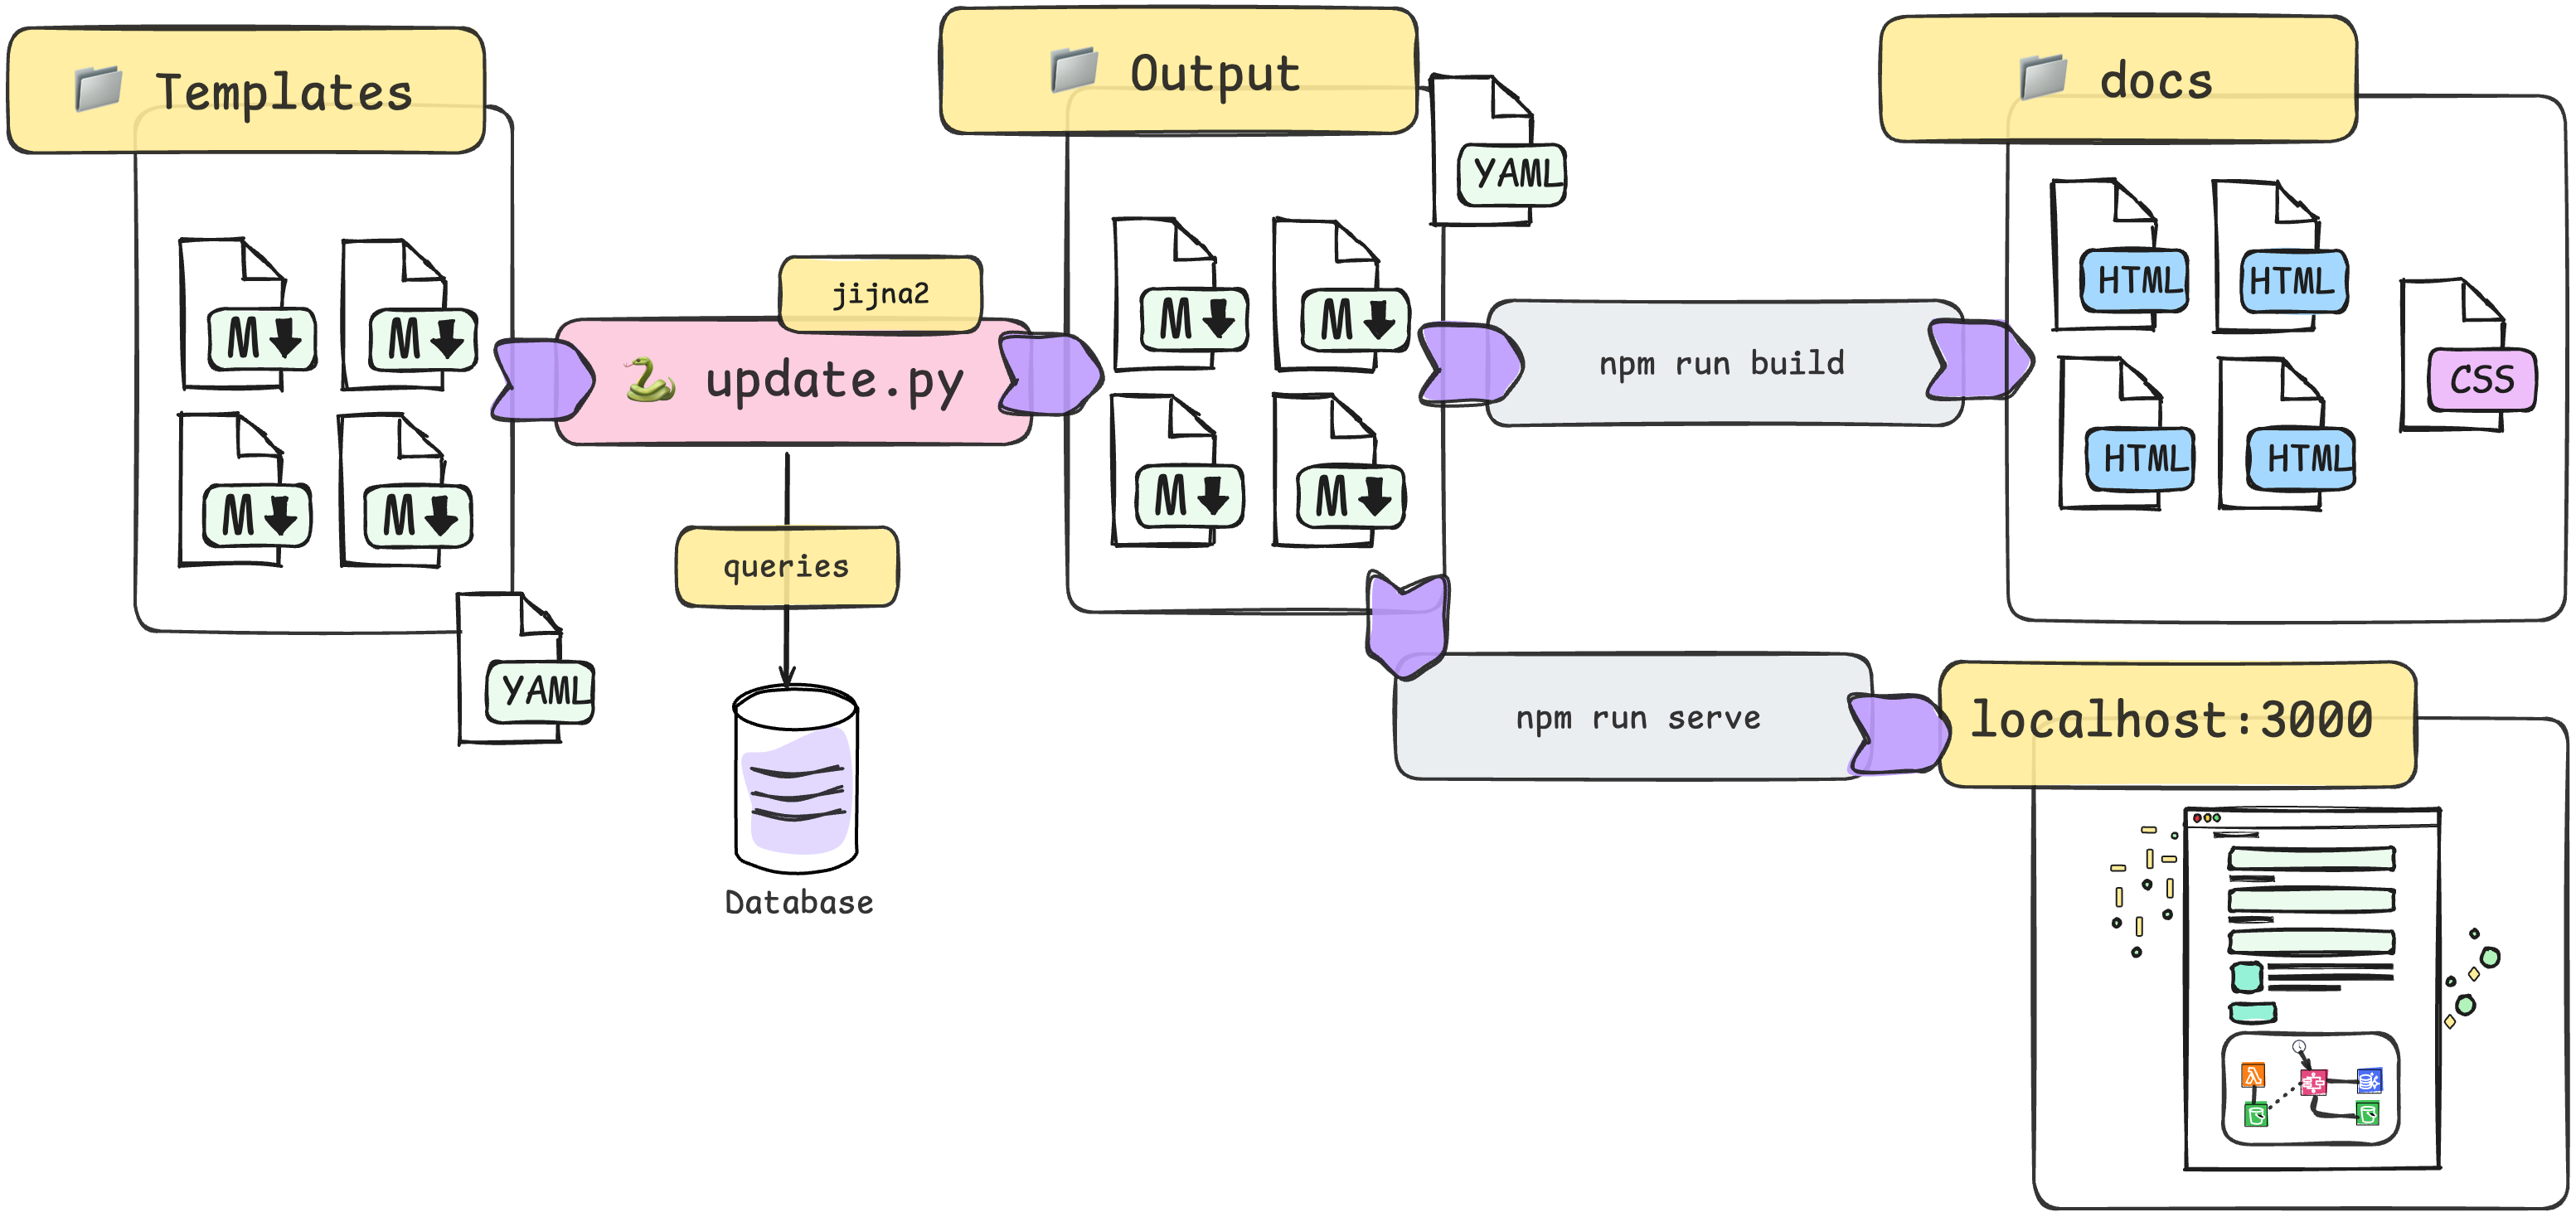 Templates
M
M
M
M
YAML
jijna2
update.py
queries
Database
Output
YAML
M
M
M
M
npm run build
docs
HTML
HTML
HTML
HTML
CSS
npm run serve
localhost:3000